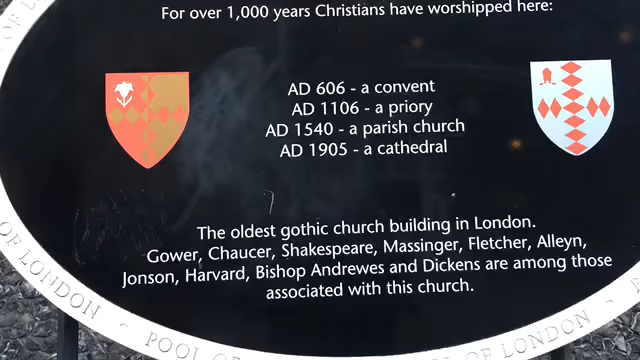 For over 1,000 years Christians have worshipped here:
AD 606 - a convent
AD 1106 - a priory
AD 1540 - a parish church
AD 1905 - a cathedral
The oldest gothic church building in London.
Gower, Chaucer, Shakespeare, Massinger, Fletcher, Alleyn,
Jonson, Harvard, Bishop Andrewes and Dickens are among those
associated with this church.
OF LONDON - POOL OF
OF LONDON